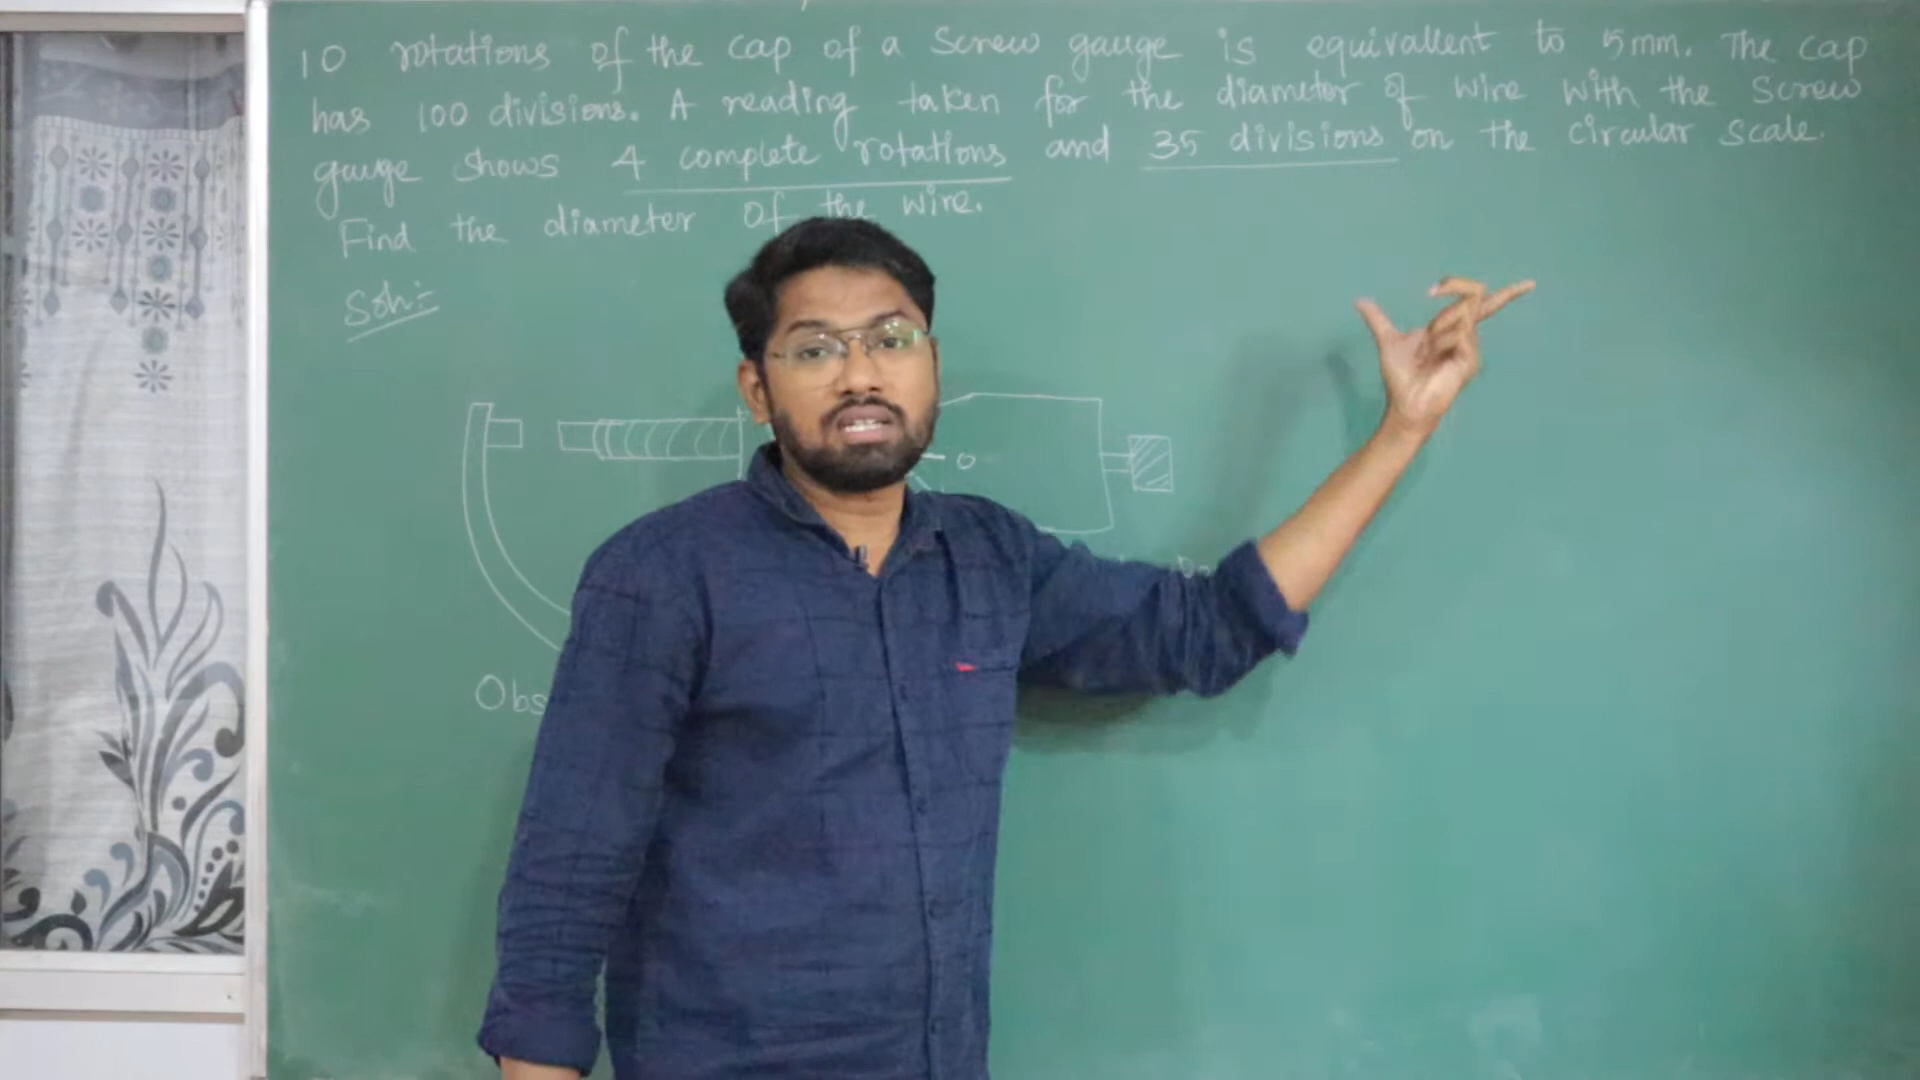 10 rotations of the cap of a screw gauge is equivallent to 5mm. The cap
has 100 divisions. A reading taken for the diameter of wire with the screw
gauge shows 4 complete rotations and 35 divisions on the circular scale.
Find the diameter of the wire.
Soln:-
0
Obs